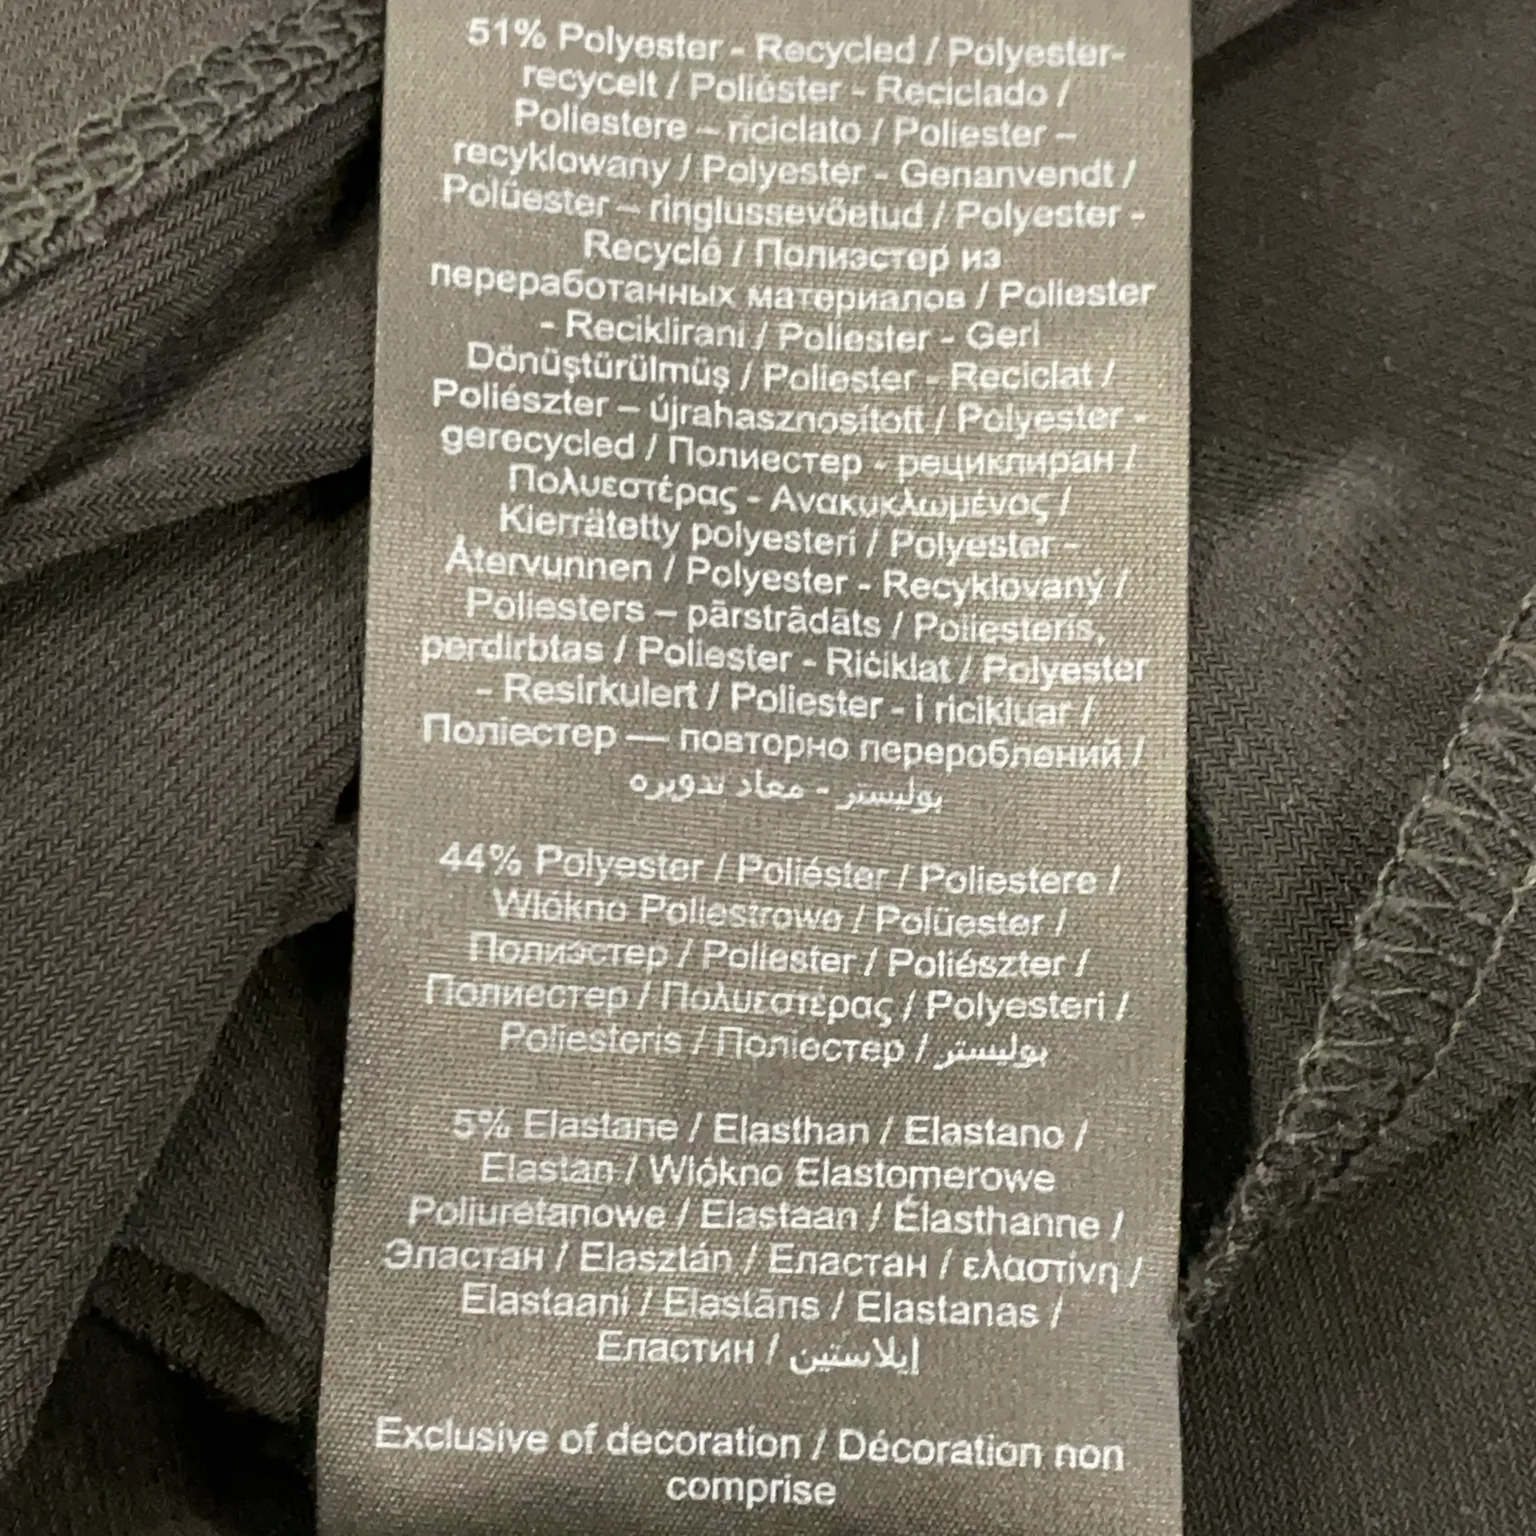 51% Polyester - Recycled / Polyester-
recycelt / Poliéster - Reciclado /
Poliestere – riciclato / Poliester –
recyklowany / Polyester - Genanvendt /
Polüester – ringlussevõetud / Polyester -
Recyclé / Полиэстер из
переработанных материалов / Poliester
- Reciklirani / Poliester - Geri
Dönüştürülmüş / Poliester - Reciclat /
Poliészter – újrahasznosított / Polyester -
gerecycled / Полиестер - рециклиран /
Πολυεστέρας - Ανακυκλωμένος /
Kierrätetty polyesteri / Polyester -
Återvunnen / Polyester - Recyklovaný /
Poliesters – pārstrādāts / Poliesteris,
perdirbtas / Poliester - Riċiklat / Polyester
- Resirkulert / Poliester - i ricikluar /
Поліестер — повторно перероблений /
بوليستر - معاد تدويره
44% Polyester / Poliéster / Poliestere /
Włókno Poliestrowe / Polüester /
Полиэстер / Poliester / Poliészter /
Полиестер / Πολυεστέρας / Polyesteri /
Poliesteris / Поліестер / بوليستر
5% Elastane / Elasthan / Elastano /
Elastan / Włókno Elastomerowe
Poliuretanowe / Elastaan / Élasthanne /
Эластан / Elasztán / Еластан / ελαστίνη /
Elastaani / Elastāns / Elastanas /
Еластин / إيلاستين
Exclusive of decoration / Décoration non
comprise